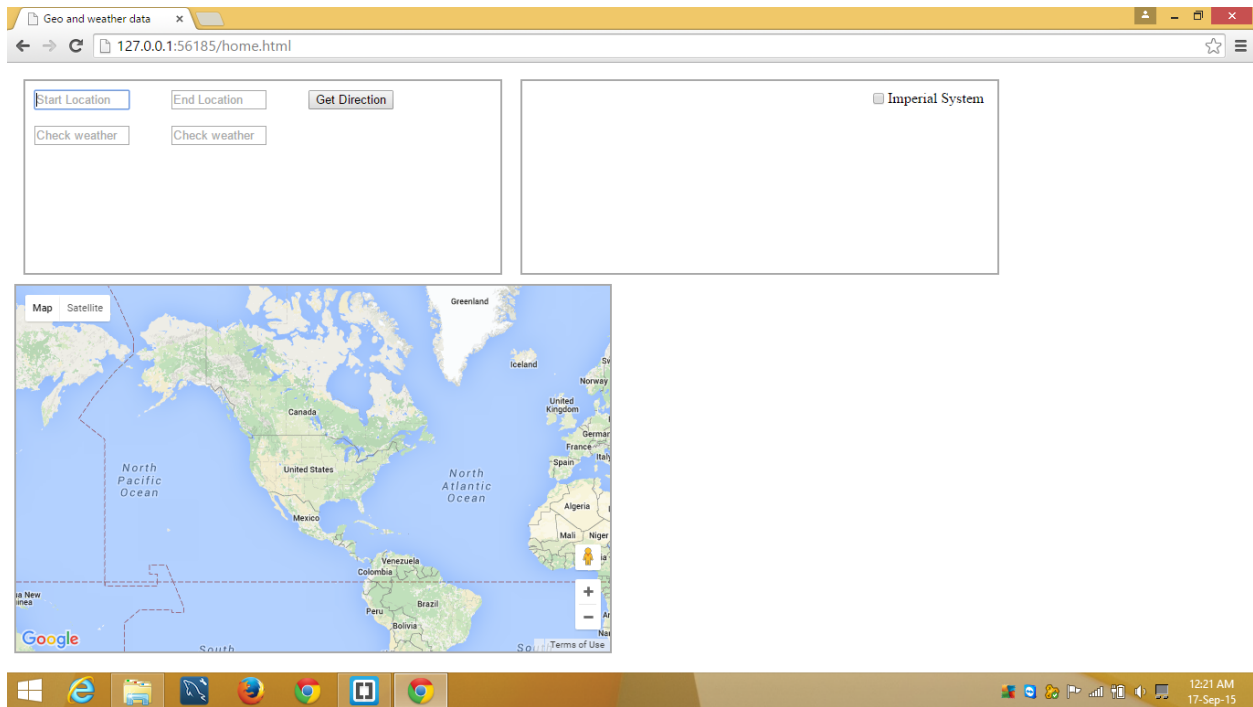 Geo and weather data
127.0.0.1:56185/home.html
Start Location End Location Get Direction
Check weather Check weather
Imperial System
Map Satellite
Greenland
Iceland
Norway
United
Kingdom
Canada
German
France
Italy
Spain
United States
North
Pacific
Ocean
North
Atlantic
Ocean
Algeria
Mexico
Mali Niger
Venezuela
Colombia
Brazil
Peru
Bolivia
Google
South
Terms of Use
12:21 AM
17-Sep-15